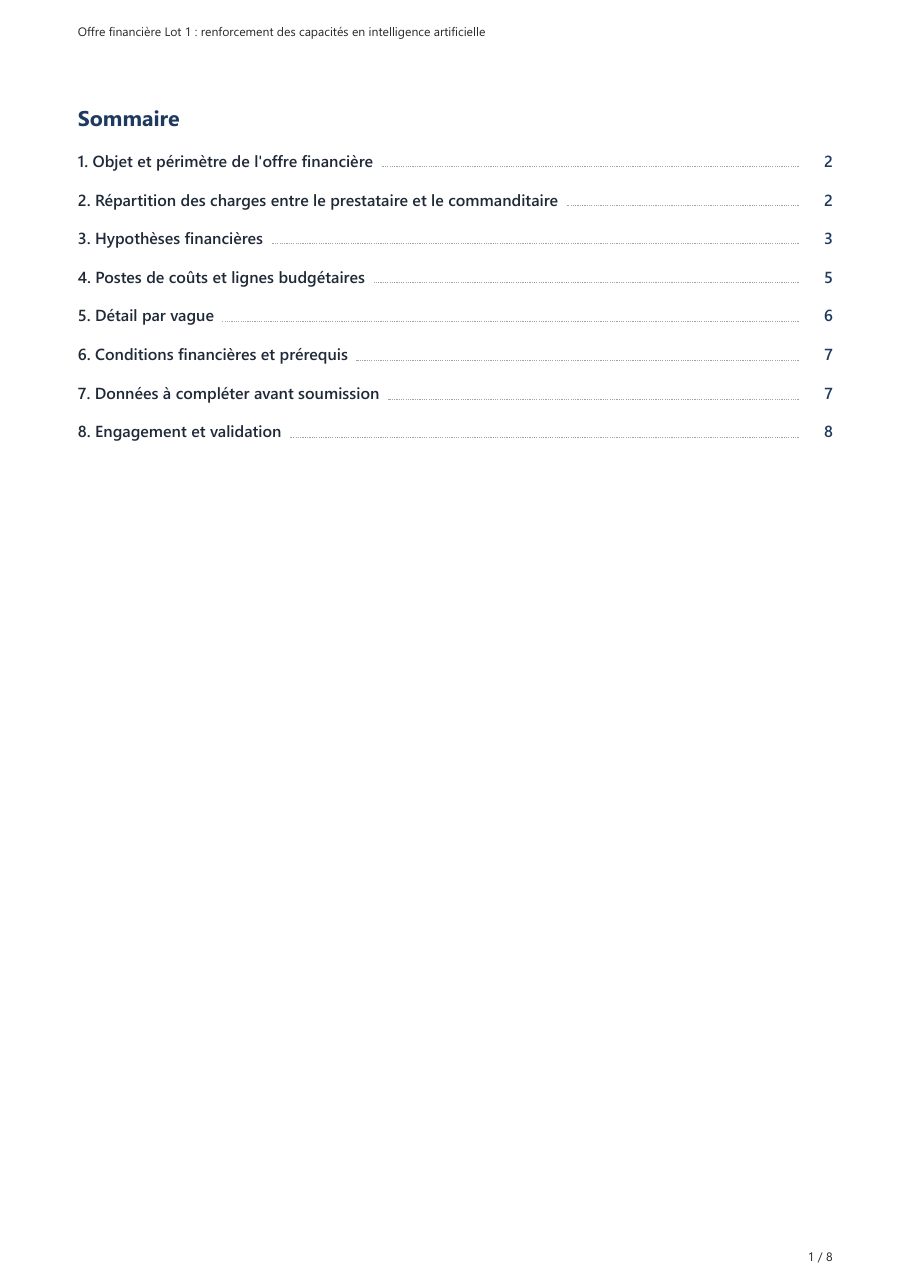 Offre financière Lot 1 : renforcement des capacités en intelligence artificielle
Sommaire
1. Objet et périmètre de l'offre financière 2
2. Répartition des charges entre le prestataire et le commanditaire 2
3. Hypothèses financières 3
4. Postes de coûts et lignes budgétaires 5
5. Détail par vague 6
6. Conditions financières et prérequis 7
7. Données à compléter avant soumission 7
8. Engagement et validation 8
1 / 8